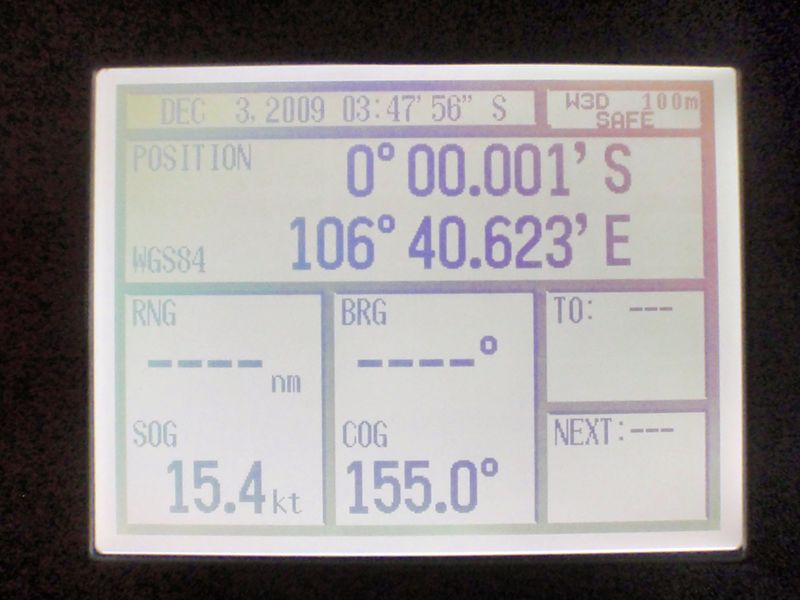 DEC 3, 2009 03:47'56" S
W3D 100m
SAFE
POSITION
0°00.001' S
106°40.623' E
WGS84
RNG
----°nm
SOG
15.4kt
BRG
----°
COG
155.0°
TO: ---
NEXT:---